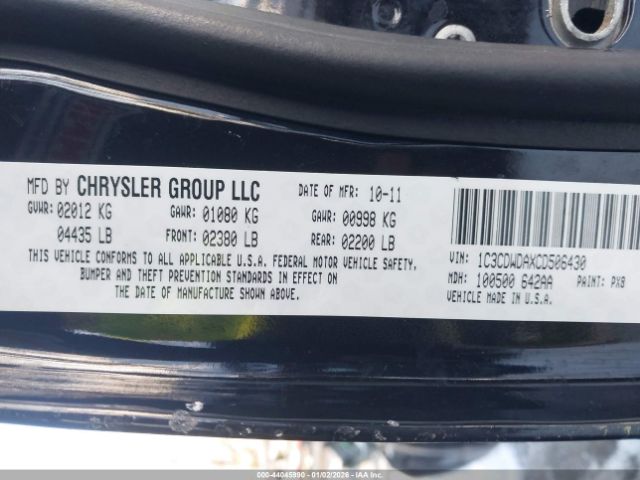 MFD BY CHRYSLER GROUP LLC DATE OF MFR: 10-11
GVWR: 02012 KG GAWR: 01080 KG GAWR: 00998 KG
04435 LB FRONT: 02380 LB REAR: 02200 LB
THIS VEHICLE CONFORMS TO ALL APPLICABLE U.S.A. FEDERAL MOTOR VEHICLE SAFETY,
BUMPER AND THEFT PREVENTION STANDARDS IN EFFECT ON
THE DATE OF MANUFACTURE SHOWN ABOVE.
VIN: 1C3CDWDAXCD506430
MDH: 100500 642AA PAINT: PX8
VEHICLE MADE IN U.S.A.
000-44045990 - 01/02/2026 - IAA Inc.